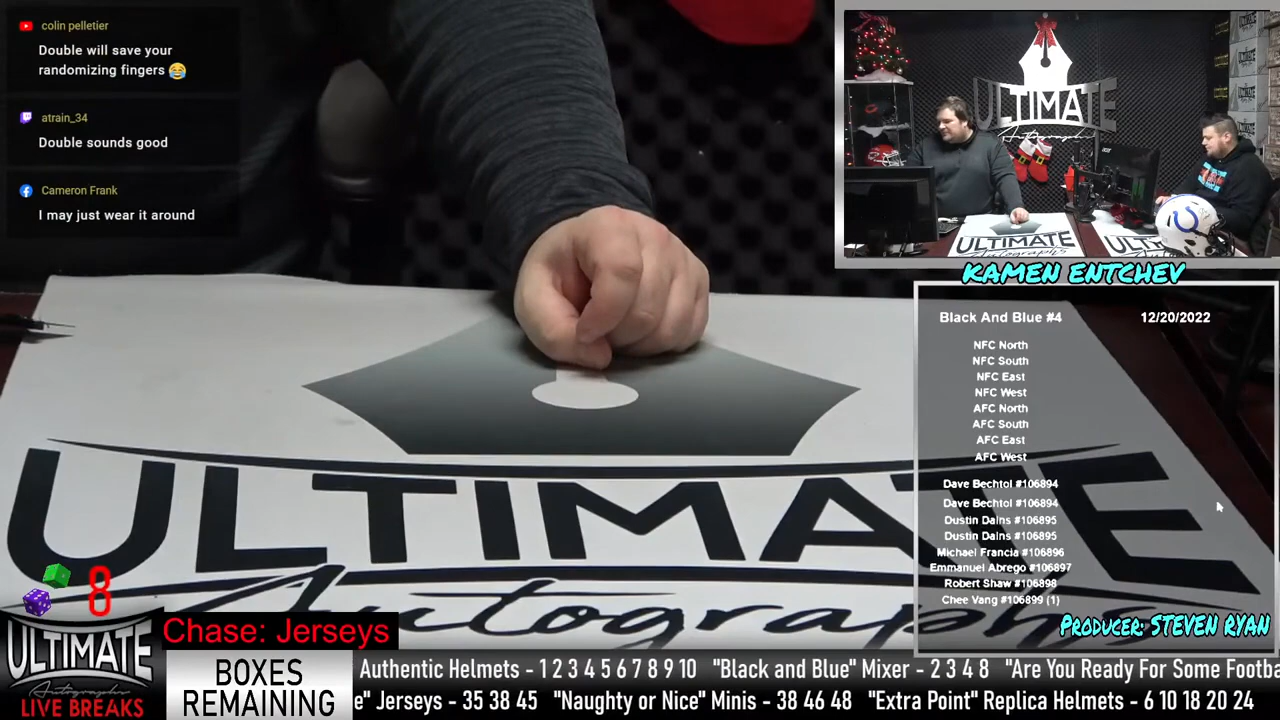 colin pelletier
Double will save your
randomizing fingers 😂
atrain_34
Double sounds good
Cameron Frank
I may just wear it around
ULTIMATE
Autographs
ULTIMATE
Autographs
ULTIMATE
KAMEN ENTCHEV
Black And Blue #4 12/20/2022
NFC North
NFC South
NFC East
NFC West
AFC North
AFC South
AFC East
AFC West
Dave Bechtol #106894
Dave Bechtol #106894
Dustin Dains #106895
Dustin Dains #106895
Michael Francia #106896
Emmanuel Abrego #106897
Robert Shaw #106898
Chee Vang #106899 (1)
PRODUCER: STEVEN RYAN
ULTIMATE
Autographs
8
ULTIMATE
Autographs
LIVE BREAKS
Chase: Jerseys
BOXES
REMAINING
Authentic Helmets - 1 2 3 4 5 6 7 8 9 10 "Black and Blue" Mixer - 2 3 4 8 "Are You Ready For Some Footba
e" Jerseys - 35 38 45 "Naughty or Nice" Minis - 38 46 48 "Extra Point" Replica Helmets - 6 10 18 20 24